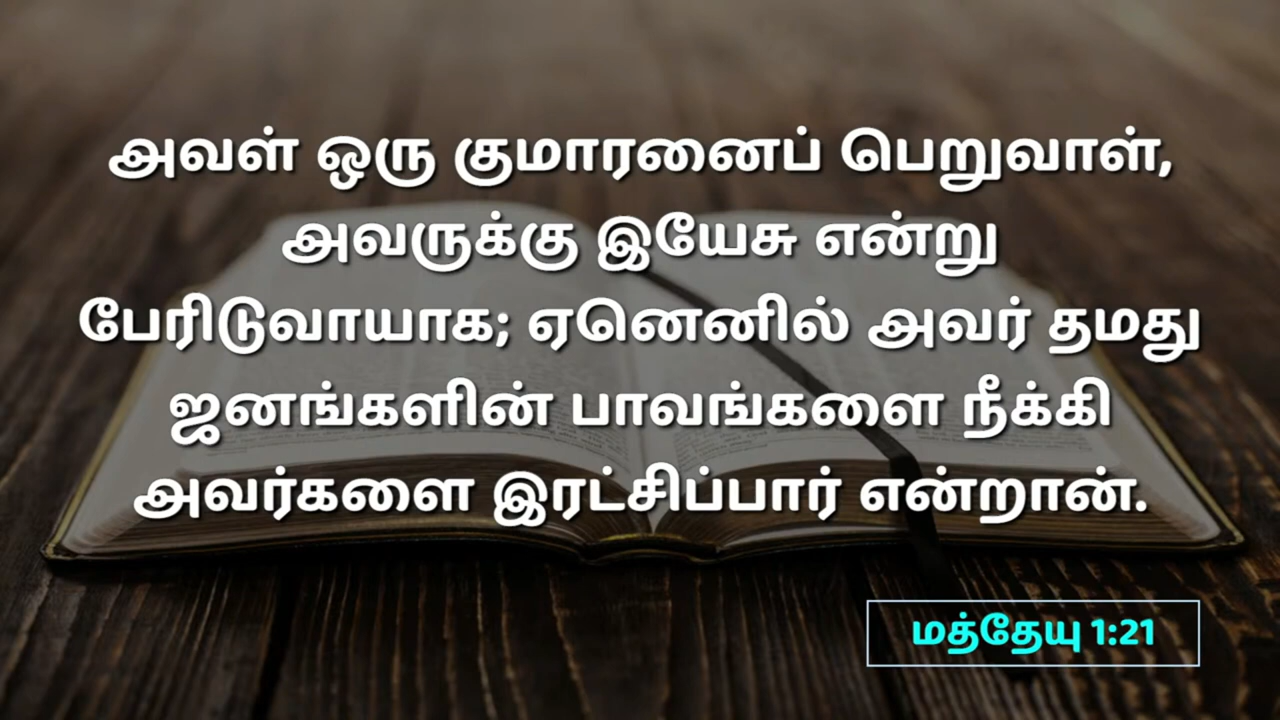 அவள் ஒரு குமாரனைப் பெறுவாள்,
அவருக்கு இயேசு என்று
பேரிடுவாயாக; ஏனெனில் அவர் தமது
ஜனங்களின் பாவங்களை நீக்கி
அவர்களை இரட்சிப்பார் என்றான்.
மத்தேயு 1:21